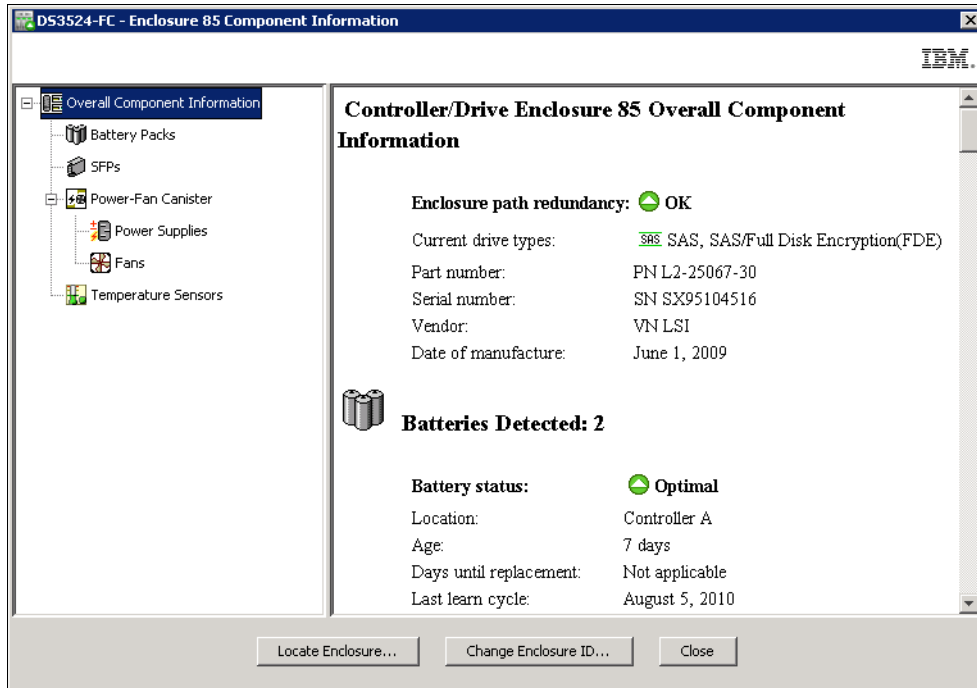 DS3524-FC - Enclosure 85 Component Information
IBM.
Overall Component Information
Battery Packs
SFPs
Power-Fan Canister
Power Supplies
Fans
Temperature Sensors
Controller/Drive Enclosure 85 Overall Component
Information
Enclosure path redundancy: OK
Current drive types: SAS SAS, SAS/Full Disk Encryption(FDE)
Part number: PN L2-25067-30
Serial number: SN SX95104516
Vendor: VN LSI
Date of manufacture: June 1, 2009
Batteries Detected: 2
Battery status: Optimal
Location: Controller A
Age: 7 days
Days until replacement: Not applicable
Last learn cycle: August 5, 2010
Locate Enclosure... Change Enclosure ID... Close